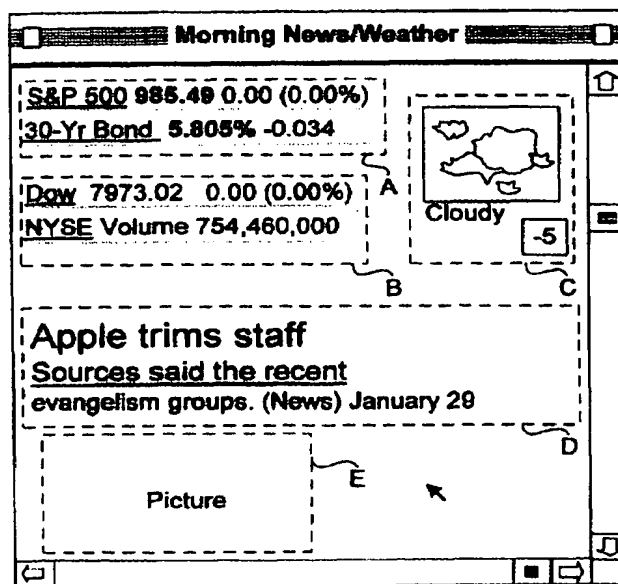 Morning News/Weather
S&P 500 985.49 0.00 (0.00%)
30-Yr Bond 5.805% -0.034
A
Dow 7973.02 0.00 (0.00%)
NYSE Volume 754,460,000
B
Cloudy
-5
C
Apple trims staff
Sources said the recent
evangelism groups. (News) January 29
D
Picture
E